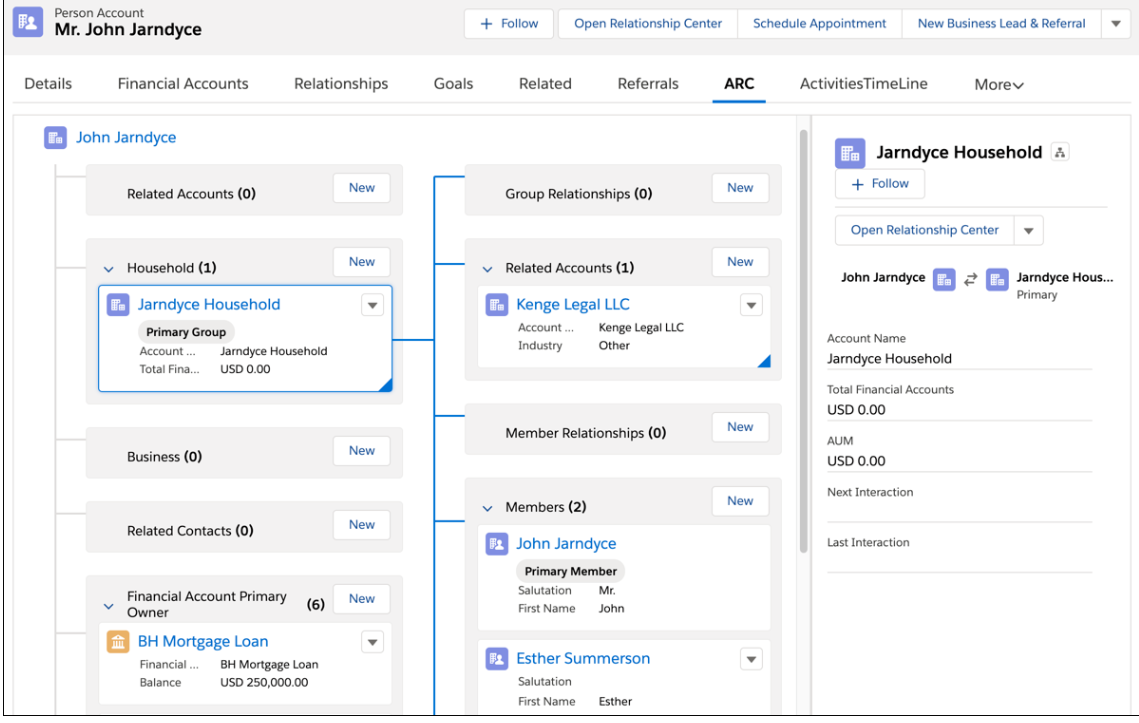 Person Account
Mr. John Jarndyce
+ Follow
Open Relationship Center
Schedule Appointment
New Business Lead & Referral
Details
Financial Accounts
Relationships
Goals
Related
Referrals
ARC
ActivitiesTimeLine
More
John Jarndyce
Related Accounts (0)
New
Household (1)
New
Jarndyce Household
Primary Group
Account ... Jarndyce Household
Total Fina... USD 0.00
Business (0)
New
Related Contacts (0)
New
Financial Account Primary
Owner
(6)
New
BH Mortgage Loan
Financial ... BH Mortgage Loan
Balance USD 250,000.00
Group Relationships (0)
New
Related Accounts (1)
New
Kenge Legal LLC
Account ... Kenge Legal LLC
Industry Other
Member Relationships (0)
New
Members (2)
New
John Jarndyce
Primary Member
Salutation Mr.
First Name John
Esther Summerson
Salutation
First Name Esther
Jarndyce Household
+ Follow
Open Relationship Center
John Jarndyce
Jarndyce Hous...
Primary
Account Name
Jarndyce Household
Total Financial Accounts
USD 0.00
AUM
USD 0.00
Next Interaction
Last Interaction